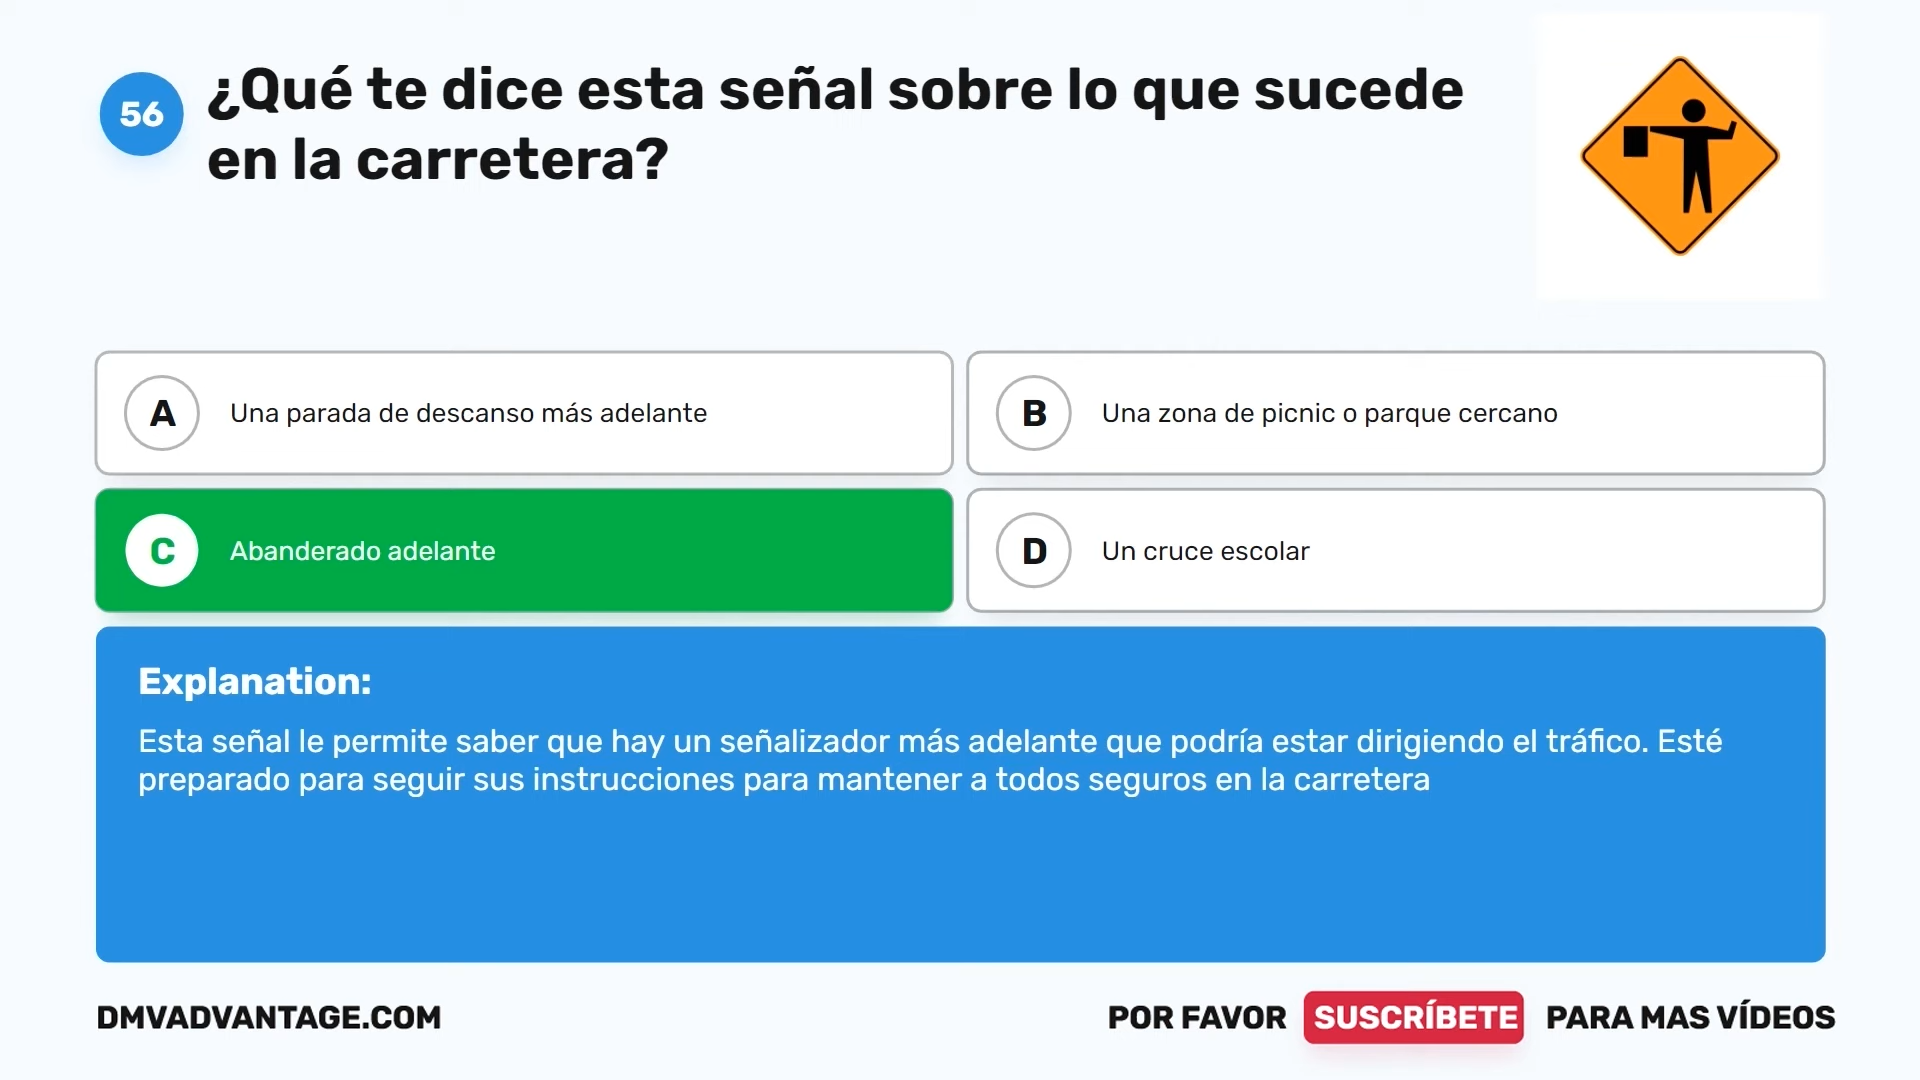 56
¿Qué te dice esta señal sobre lo que sucede
en la carretera?
A Una parada de descanso más adelante
B Una zona de picnic o parque cercano
C Abanderado adelante
D Un cruce escolar
Explanation:
Esta señal le permite saber que hay un señalizador más adelante que podría estar dirigiendo el tráfico. Esté
preparado para seguir sus instrucciones para mantener a todos seguros en la carretera
DMVADVANTAGE.COM
POR FAVOR SUSCRÍBETE PARA MAS VÍDEOS